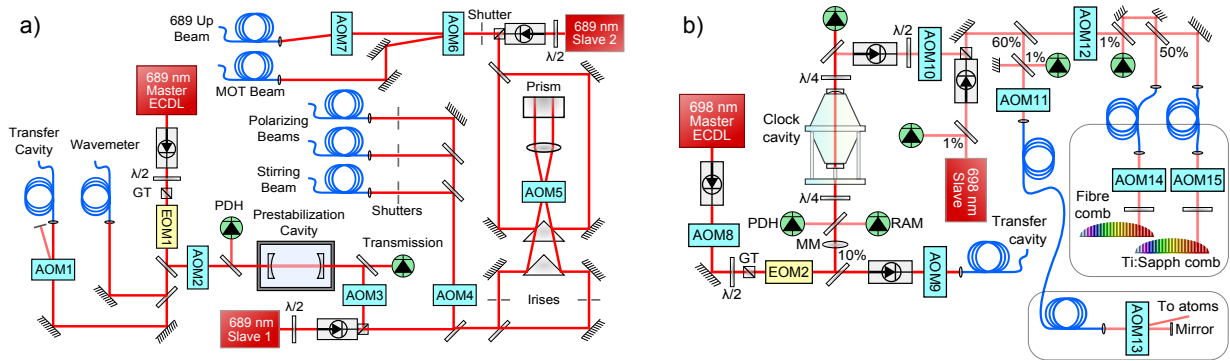 a)
689 Up
Beam
MOT Beam
AOM7
AOM6
Shutter
λ/2
689 nm
Slave 2
689 nm
Master
ECDL
Transfer
Cavity
Wavemeter
λ/2
GT
EOM1
AOM1
AOM2
PDH
Prestabilization
Cavity
Transmission
Polarizing
Beams
Stirring
Beam
Shutters
Prism
AOM5
AOM3
AOM4
Irises
689 nm
Slave 1
λ/2
b)
698 nm
Master
ECDL
AOM8
λ/2
GT
EOM2
Clock
cavity
λ/4
λ/4
PDH
RAM
MM
10%
AOM9
Transfer
cavity
λ/2
AOM10
1%
698 nm
Slave
60%
1%
AOM11
AOM12
1%
50%
AOM14
AOM15
Fibre
comb
Ti:Sapph comb
AOM13
To atoms
Mirror